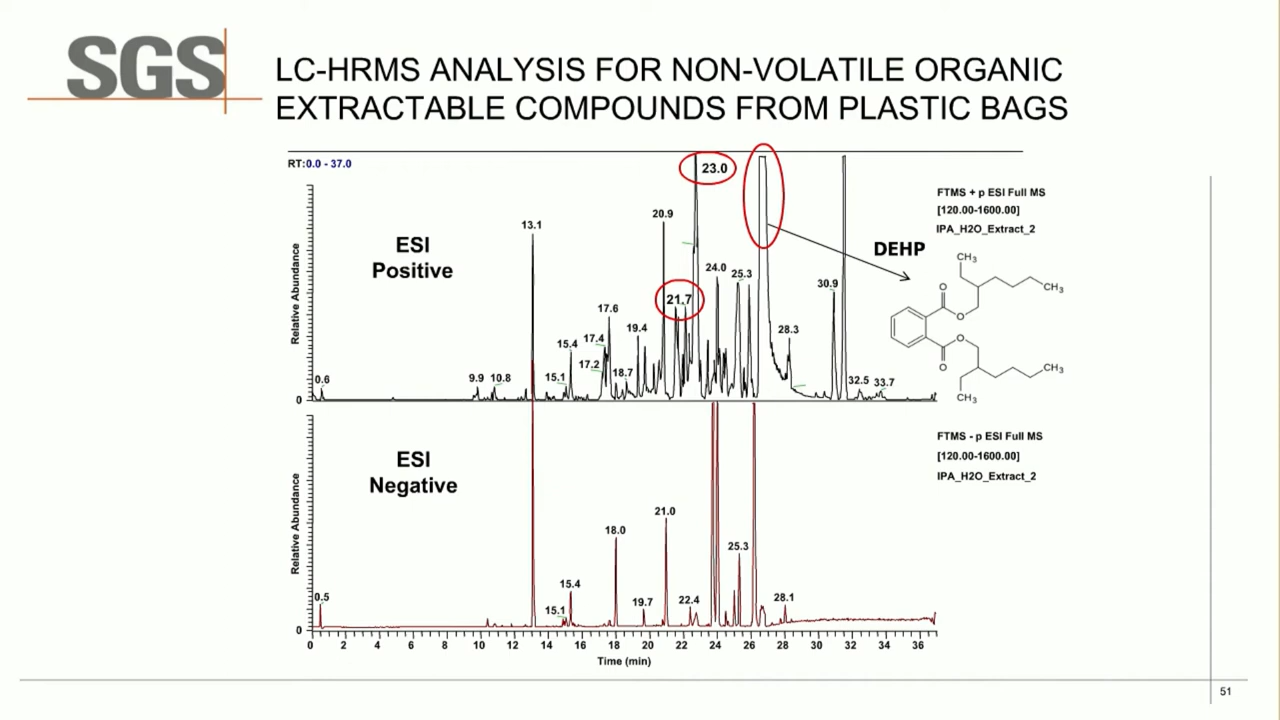 SGS
LC-HRMS ANALYSIS FOR NON-VOLATILE ORGANIC
EXTRACTABLE COMPOUNDS FROM PLASTIC BAGS
RT:0.0 - 37.0
Relative Abundance
0
ESI
Positive
0.6
9.9
10.8
13.1
15.1
15.4
17.2
17.4
17.6
18.7
19.4
20.9
21.7
23.0
24.0
25.3
28.3
30.9
32.5
33.7
DEHP
FTMS + p ESI Full MS
[120.00-1600.00]
IPA_H2O_Extract_2
CH3
CH3
O
O
O
O
CH3
CH3
Relative Abundance
0
ESI
Negative
0.5
15.1
15.4
18.0
19.7
21.0
22.4
25.3
28.1
FTMS - p ESI Full MS
[120.00-1600.00]
IPA_H2O_Extract_2
0 2 4 6 8 10 12 14 16 18 20 22 24 26 28 30 32 34 36
Time (min)
51